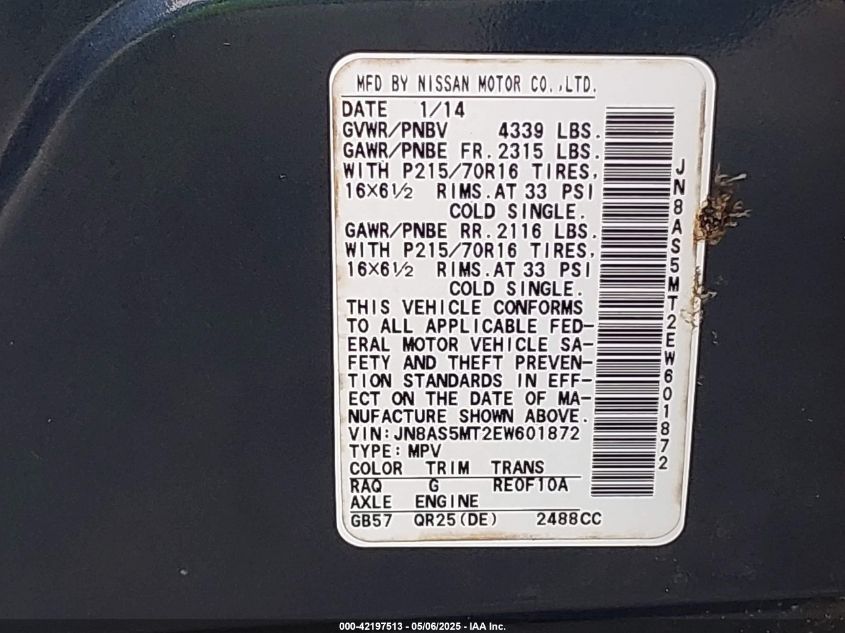 MFD BY NISSAN MOTOR CO.,LTD.
DATE 1/14
GVWR/PNBV 4339 LBS.
GAWR/PNBE FR. 2315 LBS.
WITH P215/70R16 TIRES,
16×6½ RIMS. AT 33 PSI
COLD SINGLE.
GAWR/PNBE RR. 2116 LBS.
WITH P215/70R16 TIRES,
16×6½ RIMS. AT 33 PSI
COLD SINGLE.
THIS VEHICLE CONFORMS
TO ALL APPLICABLE FED-
ERAL MOTOR VEHICLE SA-
FETY AND THEFT PREVEN-
TION STANDARDS IN EFF-
ECT ON THE DATE OF MA-
NUFACTURE SHOWN ABOVE.
VIN: JN8AS5MT2EW601872
TYPE: MPV
COLOR TRIM TRANS
RAQ G RE0F10A
AXLE ENGINE
GB57 QR25(DE) 2488CC
JN8AS5MT2EW601872
000-42197513 - 05/06/2025 - IAA Inc.